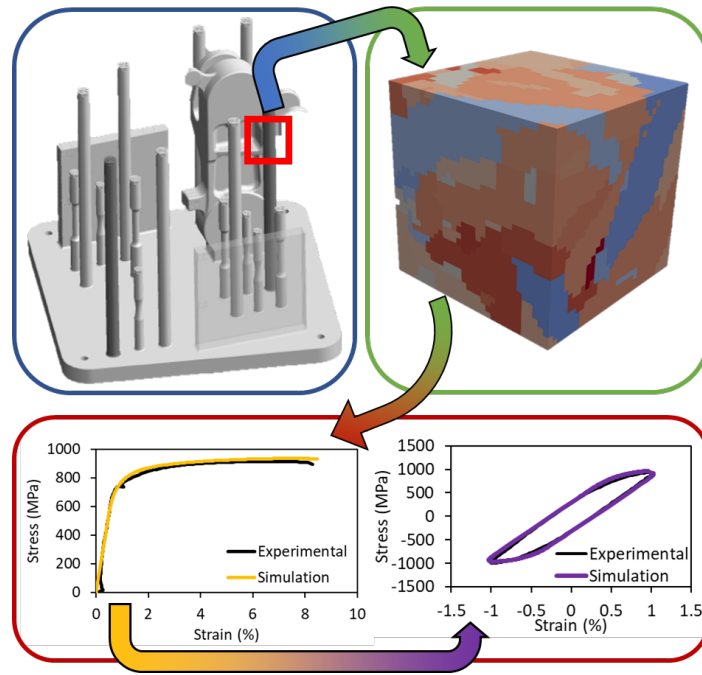 1000
800
600
400
200
0
Stress (MPa)
Experimental
Simulation
0 2 4 6 8 10
Strain (%)
1500
1000
500
0
-500
-1000
-1500
Stress (MPa)
Experimental
Simulation
-1.5 -1 -0.5 0 0.5 1 1.5
Strain (%)